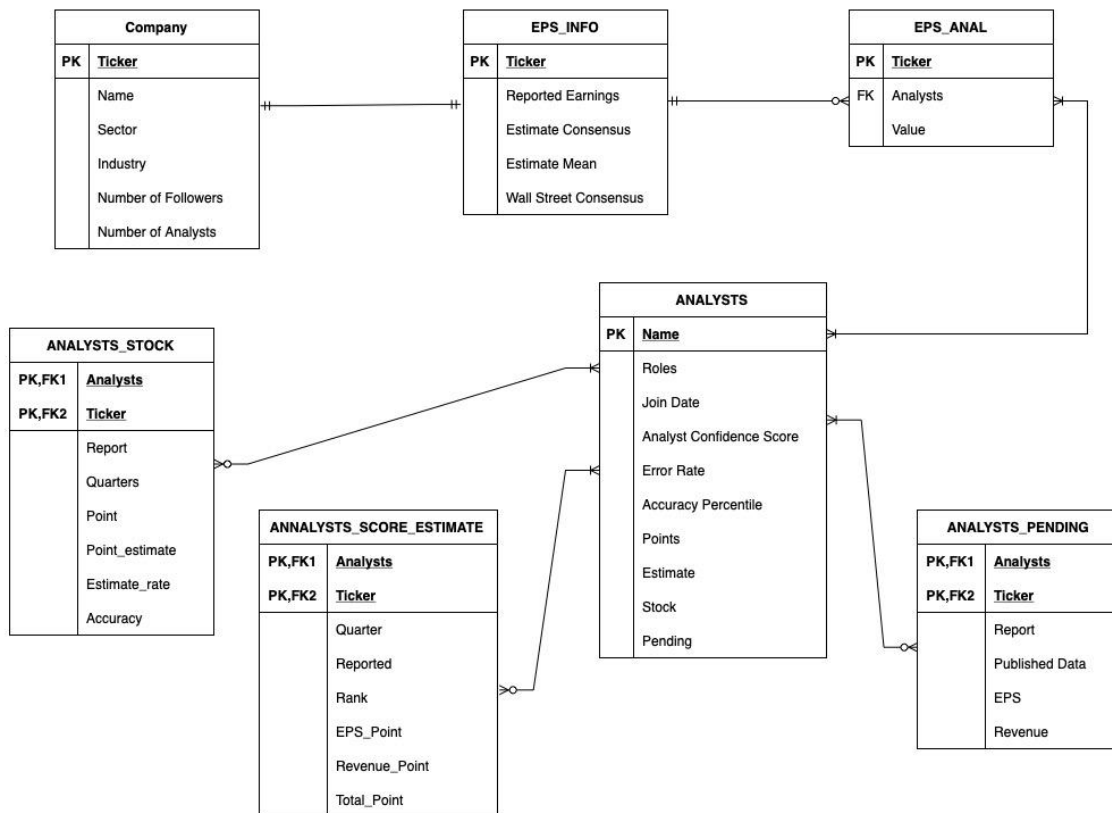 Company
PK Ticker
Name
Sector
Industry
Number of Followers
Number of Analysts
EPS_INFO
PK Ticker
Reported Earnings
Estimate Consensus
Estimate Mean
Wall Street Consensus
EPS_ANAL
PK Ticker
FK Analysts
Value
ANALYSTS_STOCK
PK,FK1 Analysts
PK,FK2 Ticker
Report
Quarters
Point
Point_estimate
Estimate_rate
Accuracy
ANNALYSTS_SCORE_ESTIMATE
PK,FK1 Analysts
PK,FK2 Ticker
Quarter
Reported
Rank
EPS_Point
Revenue_Point
Total_Point
ANALYSTS
PK Name
Roles
Join Date
Analyst Confidence Score
Error Rate
Accuracy Percentile
Points
Estimate
Stock
Pending
ANALYSTS_PENDING
PK,FK1 Analysts
PK,FK2 Ticker
Report
Published Data
EPS
Revenue